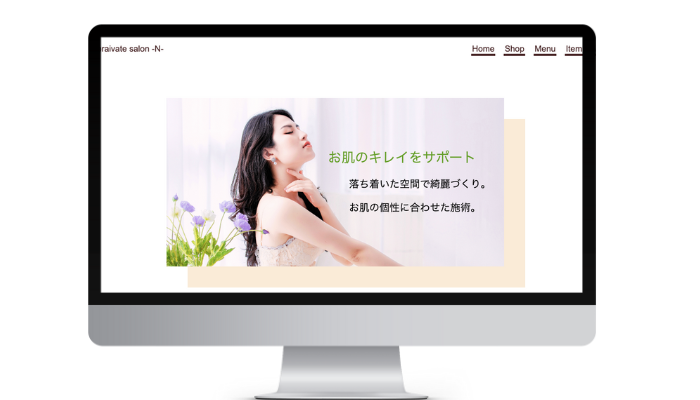 raivate salon -N-
Home Shop Menu Item
お肌のキレイをサポート
落ち着いた空間で綺麗づくり。
お肌の個性に合わせた施術。